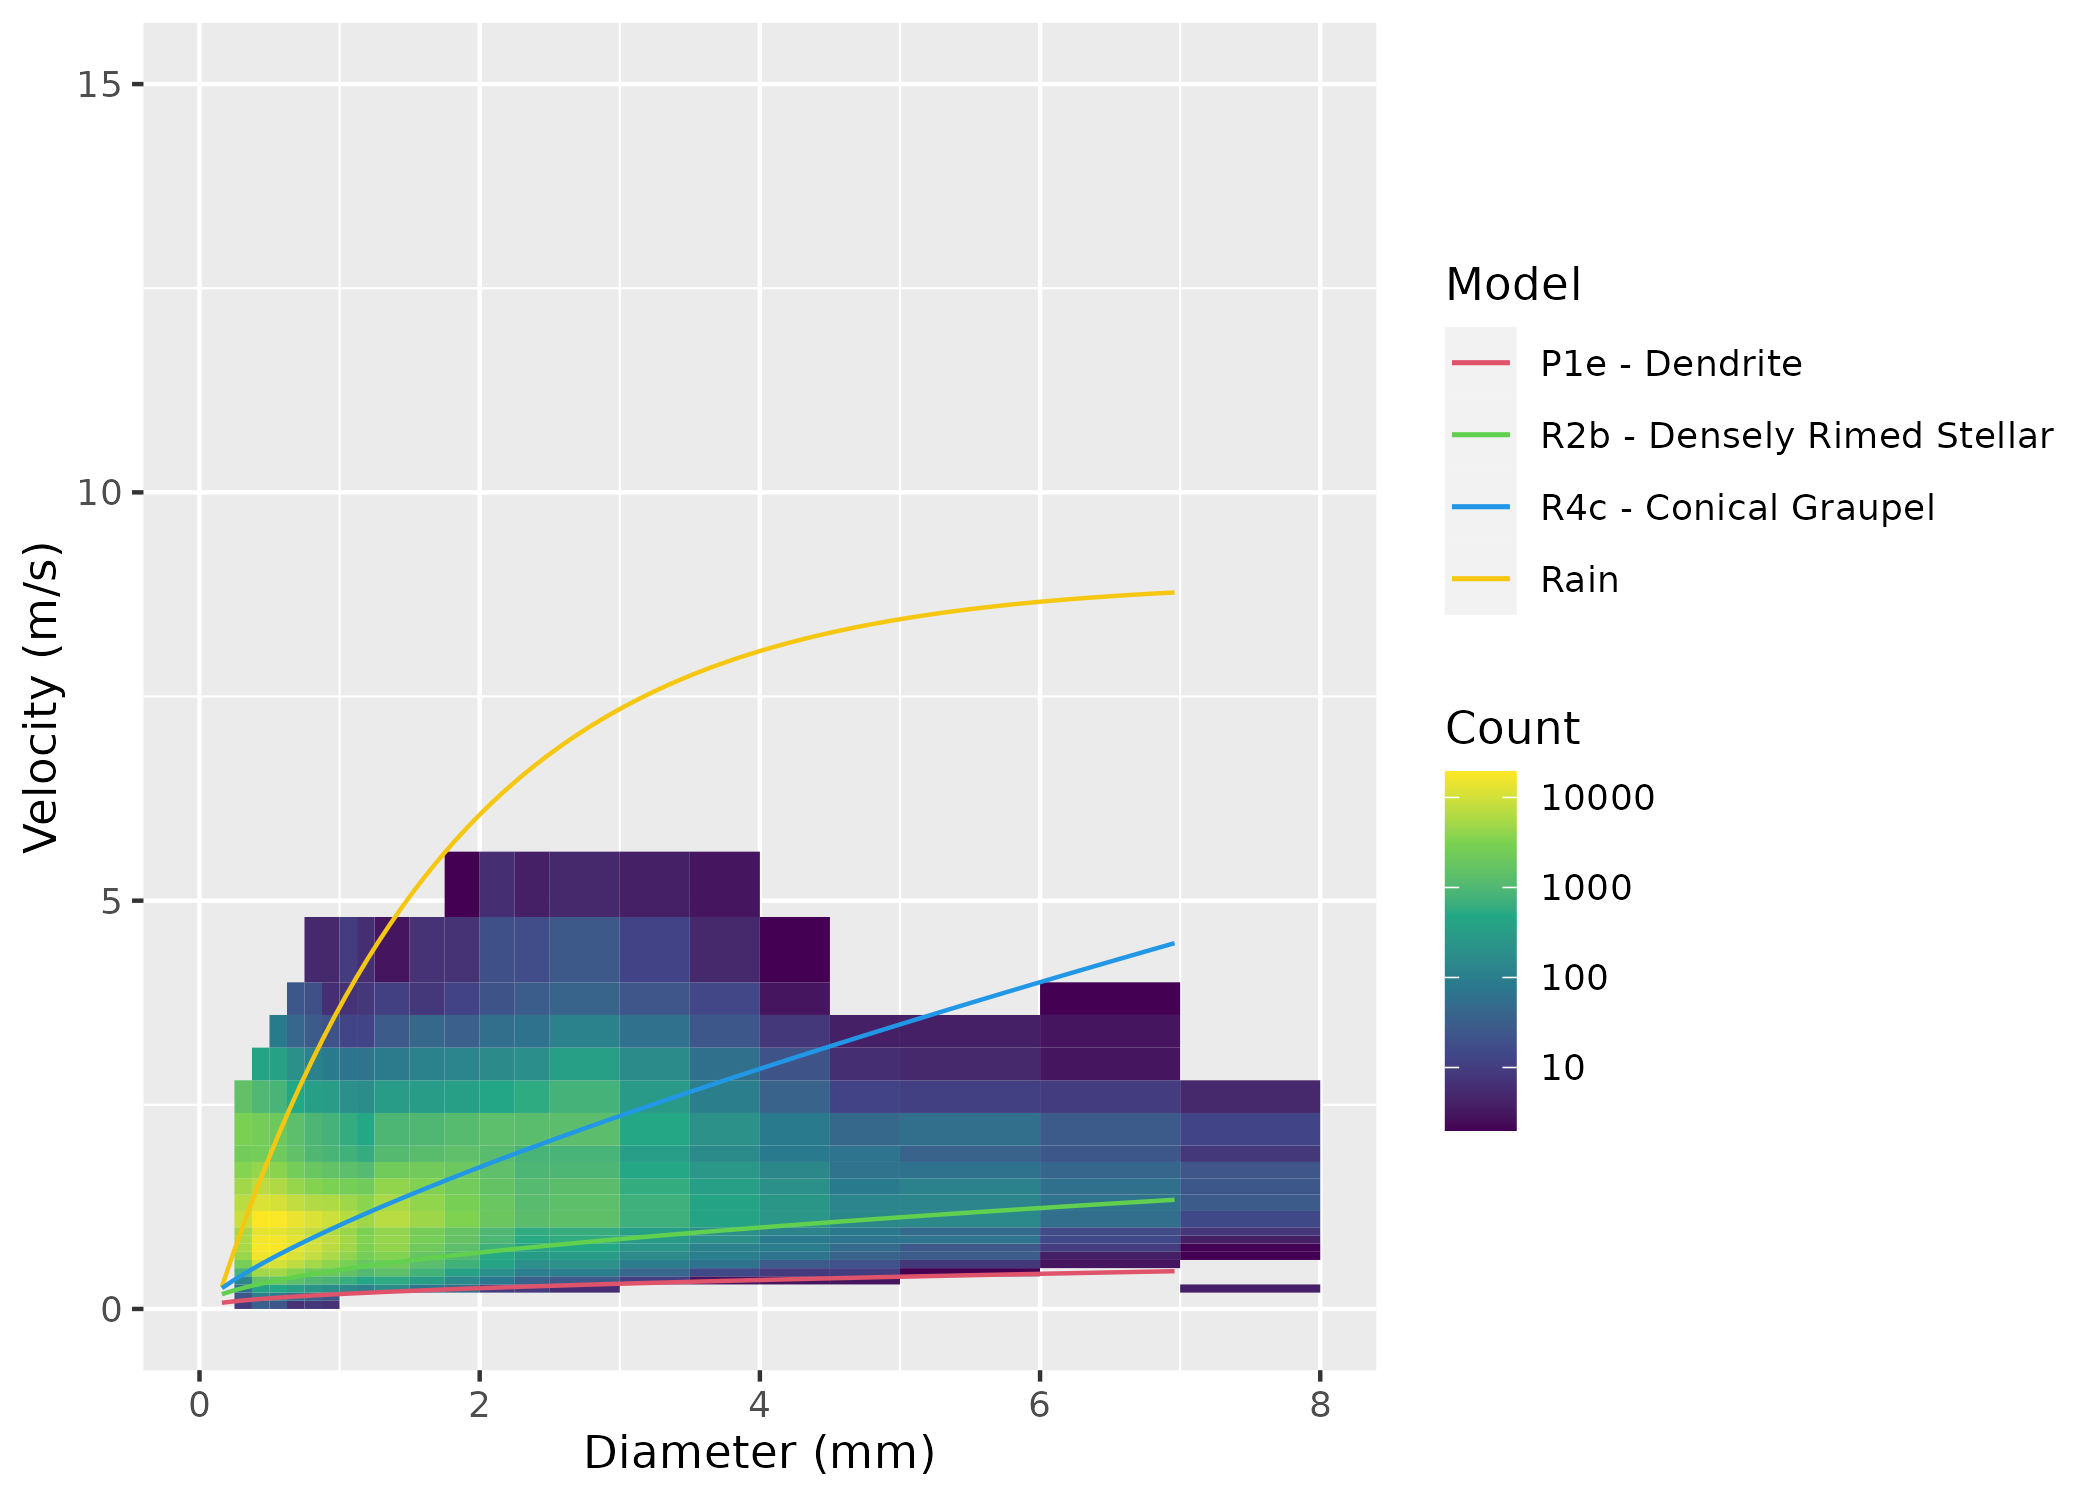 15
10
5
0
Velocity (m/s)
0 2 4 6 8
Diameter (mm)
Model
P1e - Dendrite
R2b - Densely Rimed Stellar
R4c - Conical Graupel
Rain
Count
10000
1000
100
10